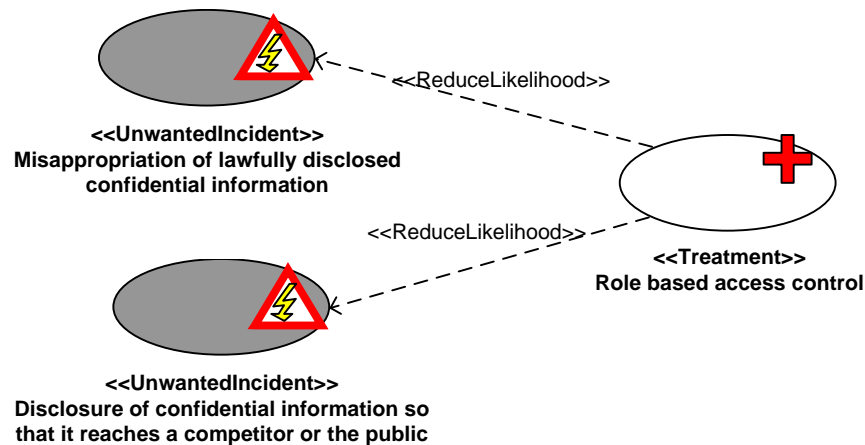 <<ReduceLikelihood>>
<<UnwantedIncident>>
Misappropriation of lawfully disclosed
confidential information
<<ReduceLikelihood>>
<<Treatment>>
Role based access control
<<UnwantedIncident>>
Disclosure of confidential information so
that it reaches a competitor or the public